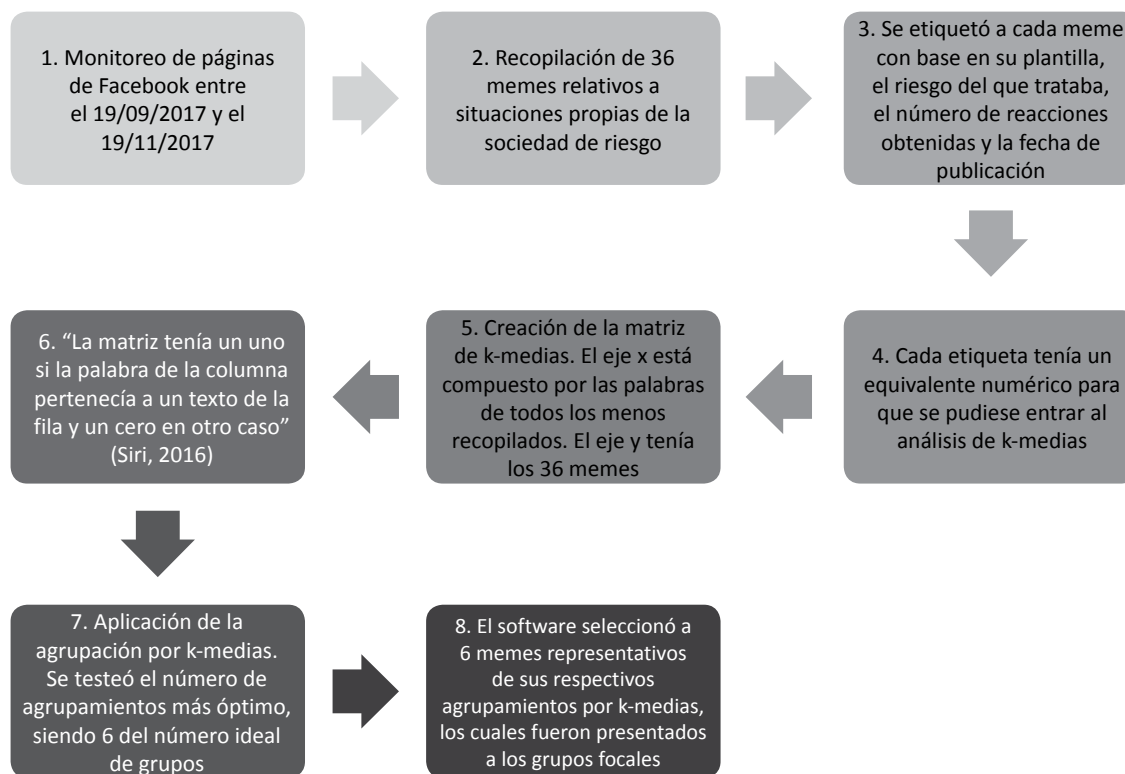 1. Monitoreo de páginas
de Facebook entre
el 19/09/2017 y el
19/11/2017
2. Recopilación de 36
memes relativos a
situaciones propias de la
sociedad de riesgo
3. Se etiquetó a cada meme
con base en su plantilla,
el riesgo del que trataba,
el número de reacciones
obtenidas y la fecha de
publicación
4. Cada etiqueta tenía un
equivalente numérico para
que se pudiese entrar al
análisis de k-medias
5. Creación de la matriz
de k-medias. El eje x está
compuesto por las palabras
de todos los menos
recopilados. El eje y tenía
los 36 memes
6. “La matriz tenía un uno
si la palabra de la columna
pertenecía a un texto de la
fila y un cero en otro caso”
(Siri, 2016)
7. Aplicación de la
agrupación por k-medias.
Se testeó el número de
agrupamientos más óptimo,
siendo 6 del número ideal
de grupos
8. El software seleccionó a
6 memes representativos
de sus respectivos
agrupamientos por k-medias,
los cuales fueron presentados
a los grupos focales